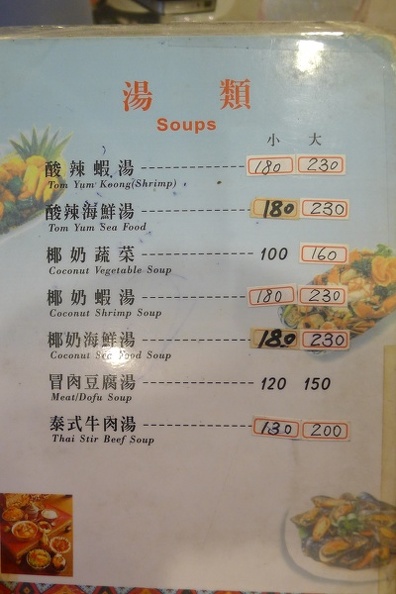 湯 類
Soups
小 大
酸辣蝦湯 180 230
Tom Yum Koong(Shrimp)
酸辣海鮮湯 180 230
Tom Yum Sea Food
椰奶蔬菜 100 160
Coconut Vegetable Soup
椰奶蝦湯 180 230
Coconut Shrimp Soup
椰奶海鮮湯 180 230
Coconut Sea Food Soup
冒肉豆腐湯 120 150
Meat/Dofu Soup
泰式牛肉湯 130 200
Thai Stir Beef Soup